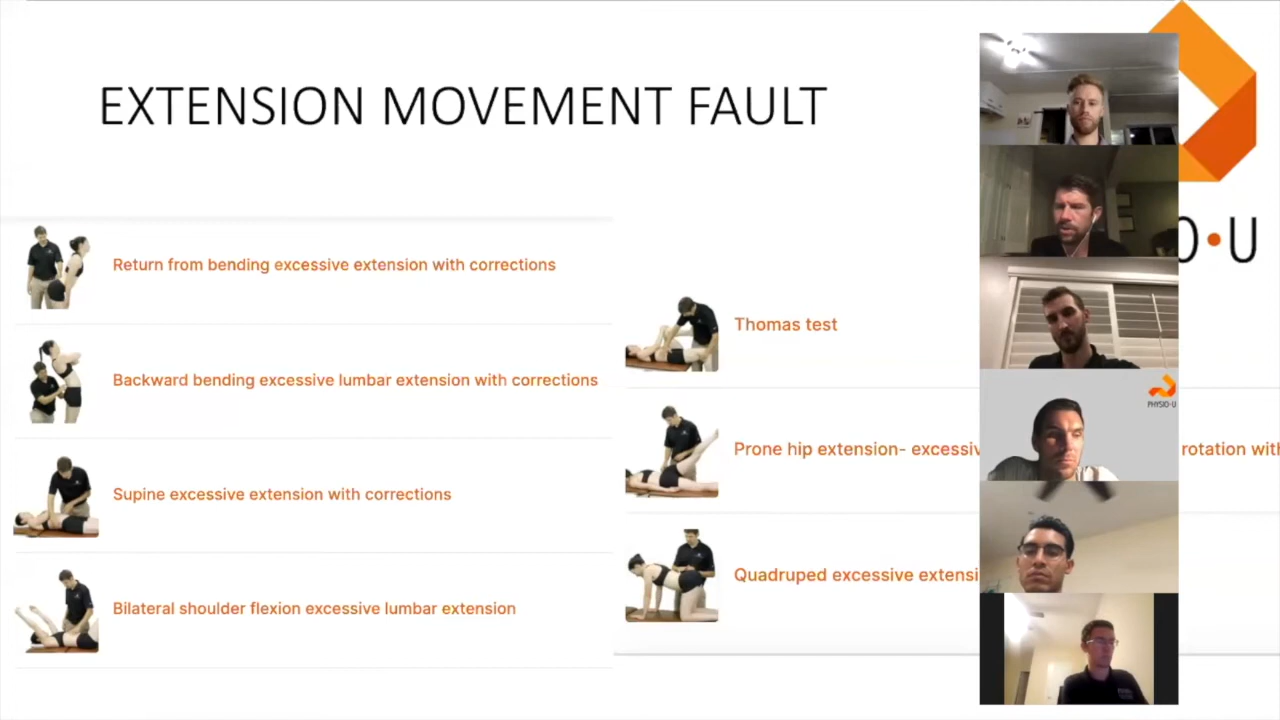 EXTENSION MOVEMENT FAULT
Return from bending excessive extension with corrections
Backward bending excessive lumbar extension with corrections
Supine excessive extension with corrections
Bilateral shoulder flexion excessive lumbar extension
Thomas test
Prone hip extension- excessiv rotation with
Quadruped excessive extensi
PHYSIO-U
O•U